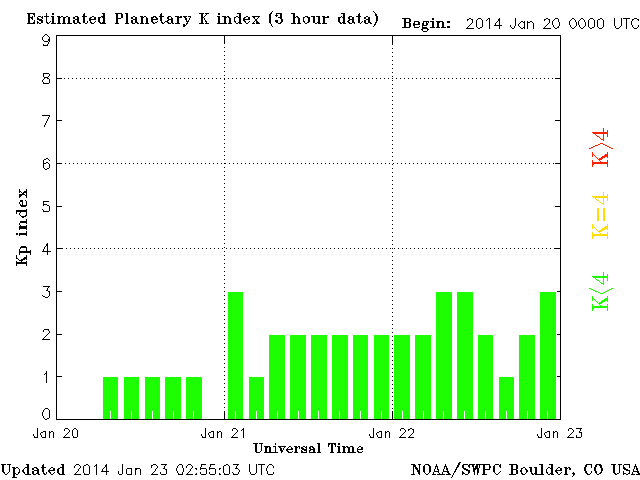 Estimated Planetary K index (3 hour data) Begin: 2014 Jan 20 0000 UTC
9
8
7
6
5
4
3
2
1
0
Kp index
K>4
K=4
K<4
Jan 20 Jan 21 Jan 22 Jan 23
Universal Time
Updated 2014 Jan 23 02:55:03 UTC NOAA/SWPC Boulder, CO USA